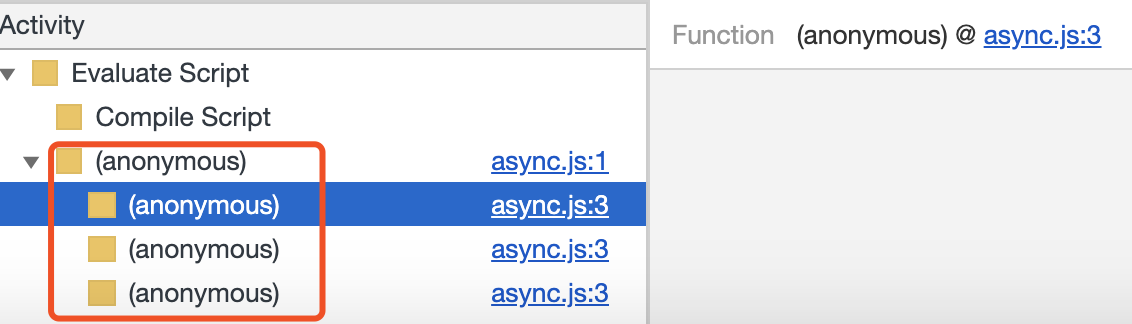 Activity
Function (anonymous) @ async.js:3
Evaluate Script
Compile Script
(anonymous) async.js:1
(anonymous) async.js:3
(anonymous) async.js:3
(anonymous) async.js:3